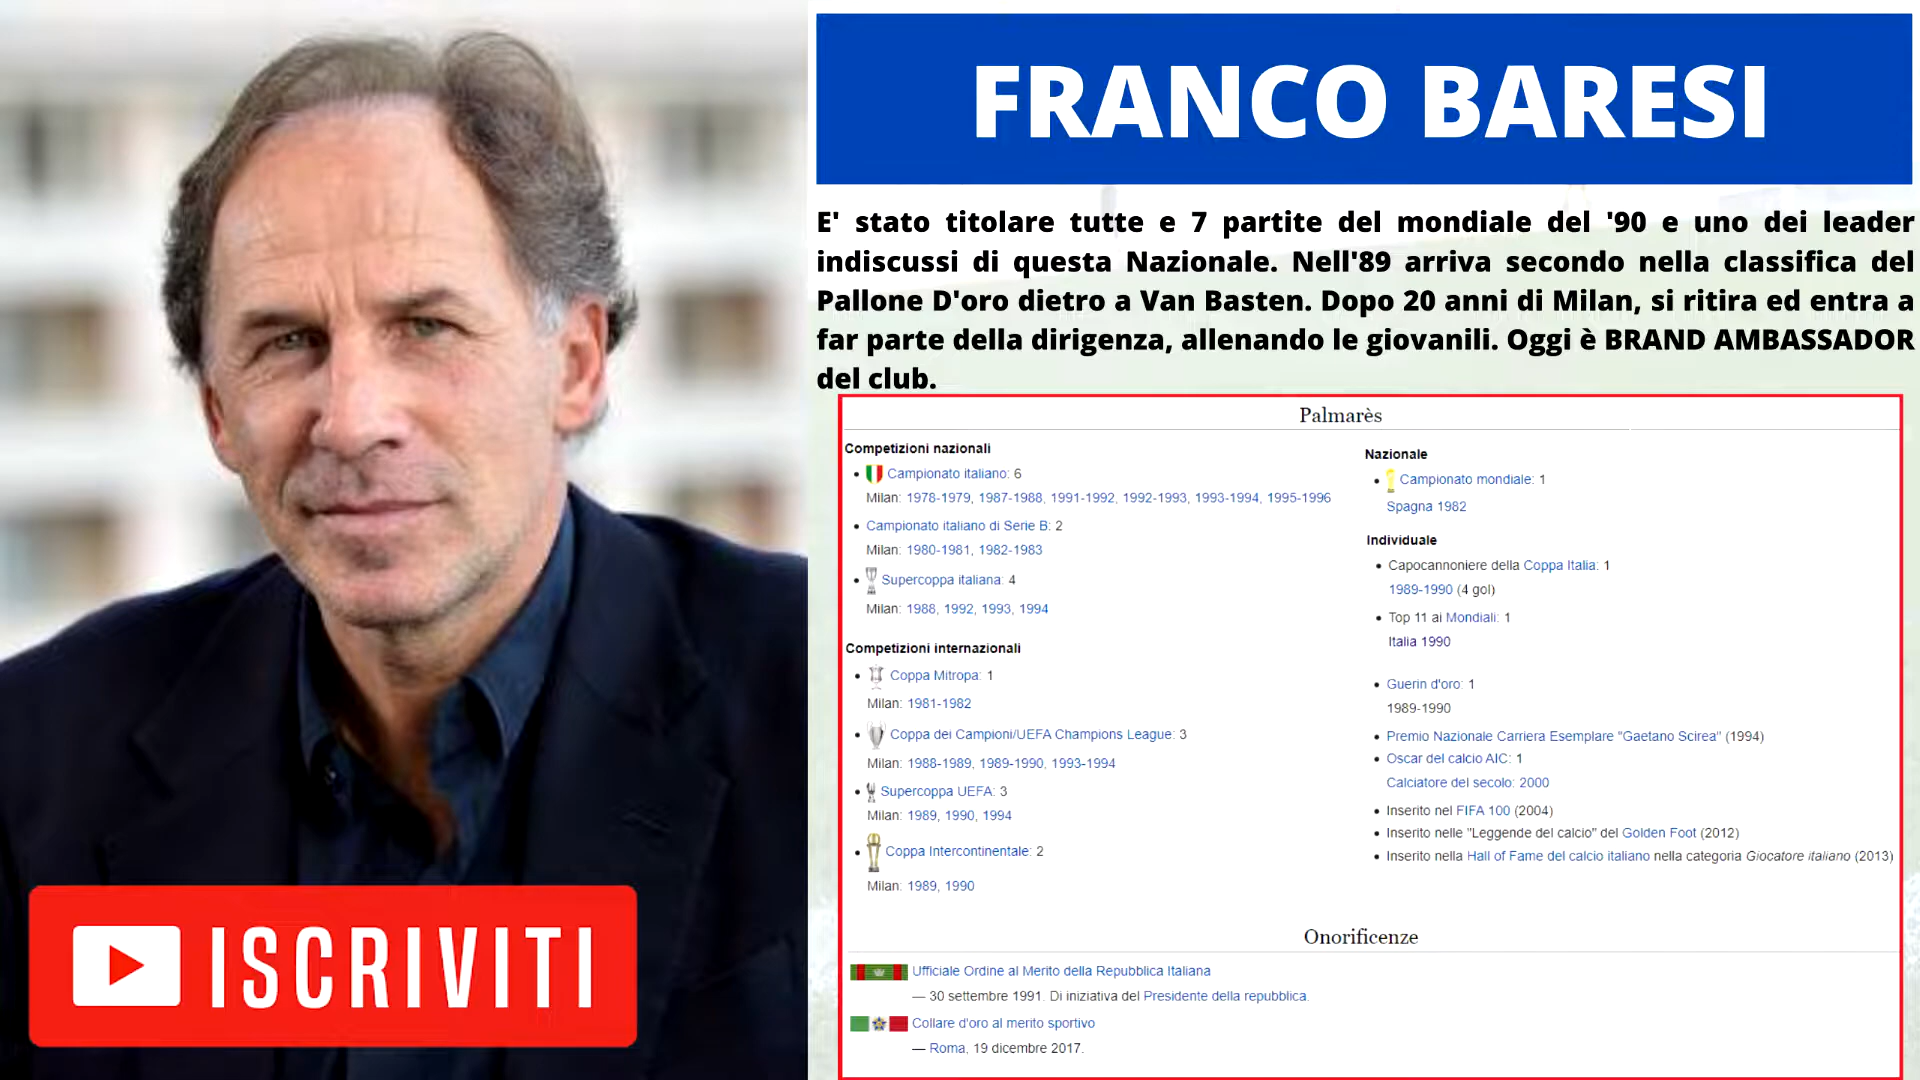 FRANCO BARESI
E' stato titolare tutte e 7 partite del mondiale del '90 e uno dei leader
indiscussi di questa Nazionale. Nell'89 arriva secondo nella classifica del
Pallone D'oro dietro a Van Basten. Dopo 20 anni di Milan, si ritira ed entra a
far parte della dirigenza, allenando le giovanili. Oggi è BRAND AMBASSADOR
del club.
Palmarès
Competizioni nazionali
Campionato italiano: 6
Milan: 1978-1979, 1987-1988, 1991-1992, 1992-1993, 1993-1994, 1995-1996
Campionato italiano di Serie B: 2
Milan: 1980-1981, 1982-1983
Supercoppa italiana: 4
Milan: 1988, 1992, 1993, 1994
Competizioni internazionali
Coppa Mitropa: 1
Milan: 1981-1982
Coppa dei Campioni/UEFA Champions League: 3
Milan: 1988-1989, 1989-1990, 1993-1994
Supercoppa UEFA: 3
Milan: 1989, 1990, 1994
Coppa Intercontinentale: 2
Milan: 1989, 1990
Nazionale
Campionato mondiale: 1
Spagna 1982
Individuale
Capocannoniere della Coppa Italia: 1
1989-1990 (4 gol)
Top 11 ai Mondiali: 1
Italia 1990
Guerin d'oro: 1
1989-1990
Premio Nazionale Carriera Esemplare "Gaetano Scirea" (1994)
Oscar del calcio AIC: 1
Calciatore del secolo: 2000
Inserito nel FIFA 100 (2004)
Inserito nelle "Leggende del calcio" del Golden Foot (2012)
Inserito nella Hall of Fame del calcio italiano nella categoria Giocatore italiano (2013)
Onorificenze
Ufficiale Ordine al Merito della Repubblica Italiana
— 30 settembre 1991. Di iniziativa del Presidente della repubblica.
Collare d'oro al merito sportivo
— Roma, 19 dicembre 2017.
ISCRIVITI